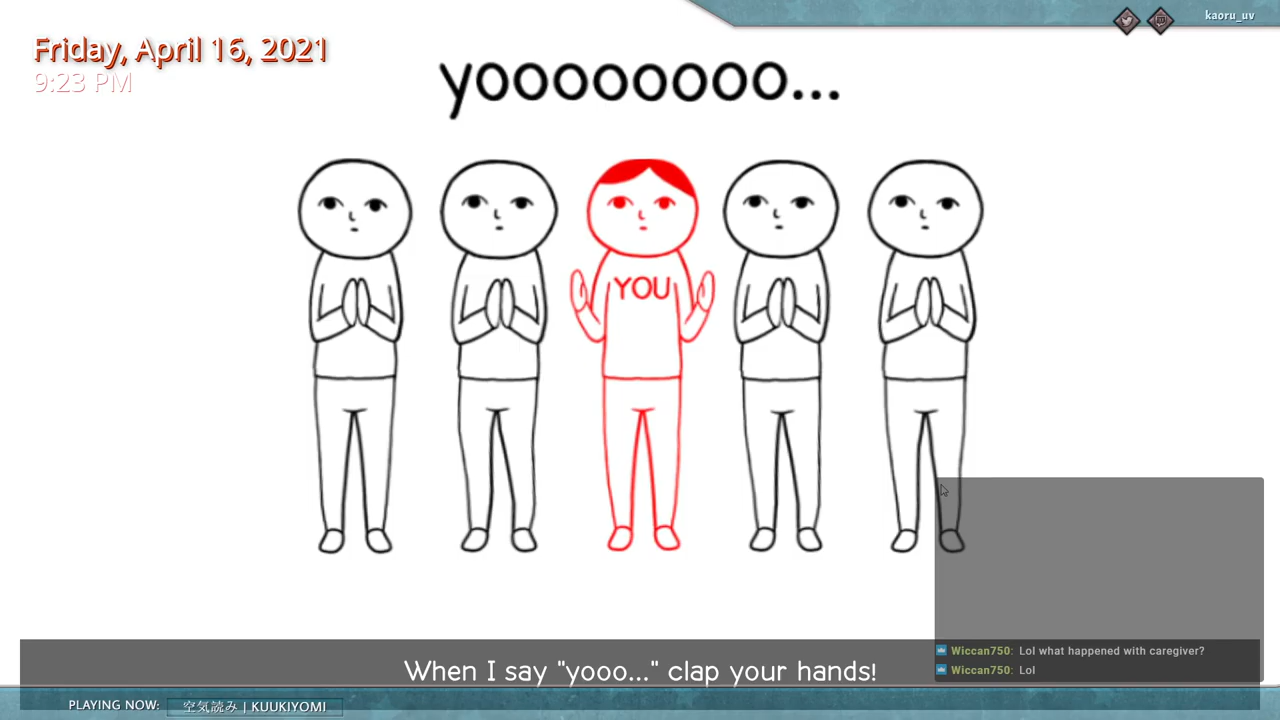 kaoru_uv
Friday, April 16, 2021
9:23 PM
yoooooooo...
YOU
Wiccan750: Lol what happened with caregiver?
Wiccan750: Lol
When I say "yooo..." clap your hands!
PLAYING NOW: 空気読み | KUUKIYOMI